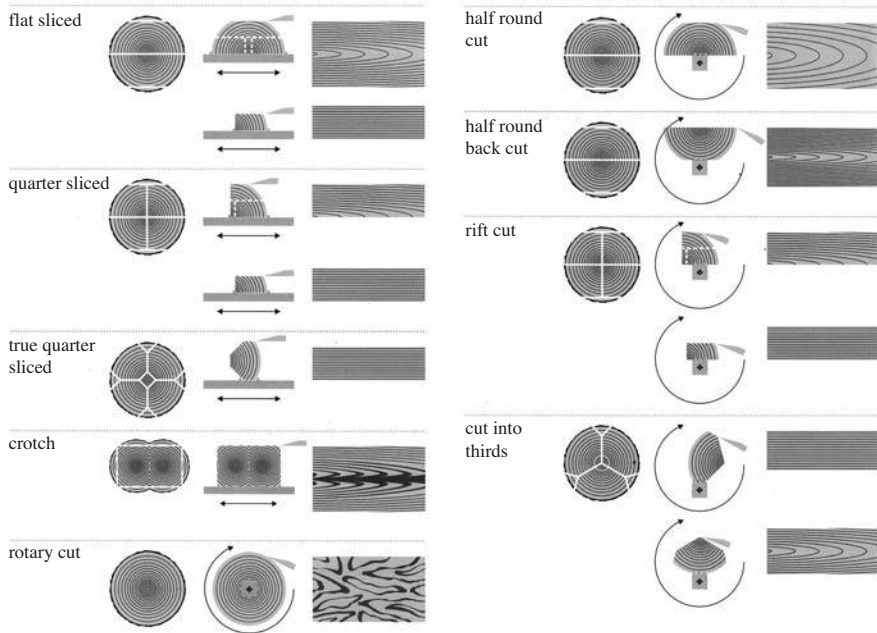 flat sliced
quarter sliced
true quarter
sliced
crotch
rotary cut
half round
cut
half round
back cut
rift cut
cut into
thirds